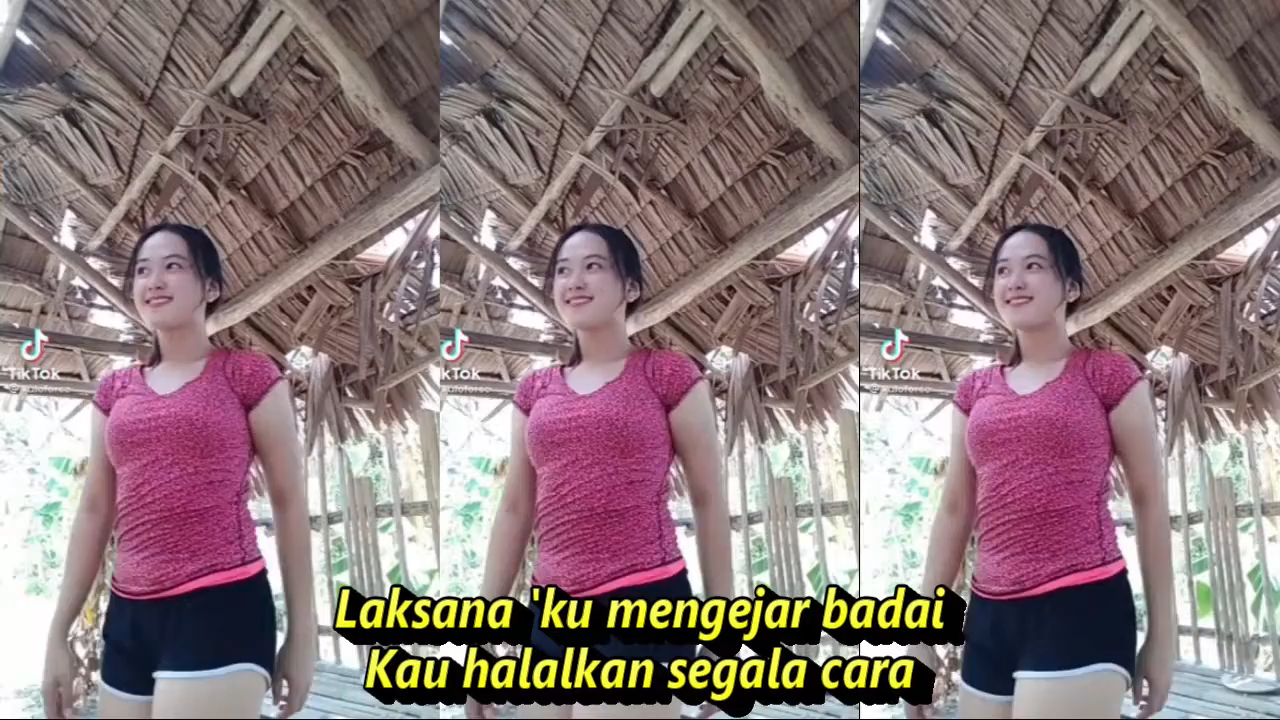 TikTok
TikTok
TikTok
Laksana 'ku mengejar badai
Kau halalkan segala cara